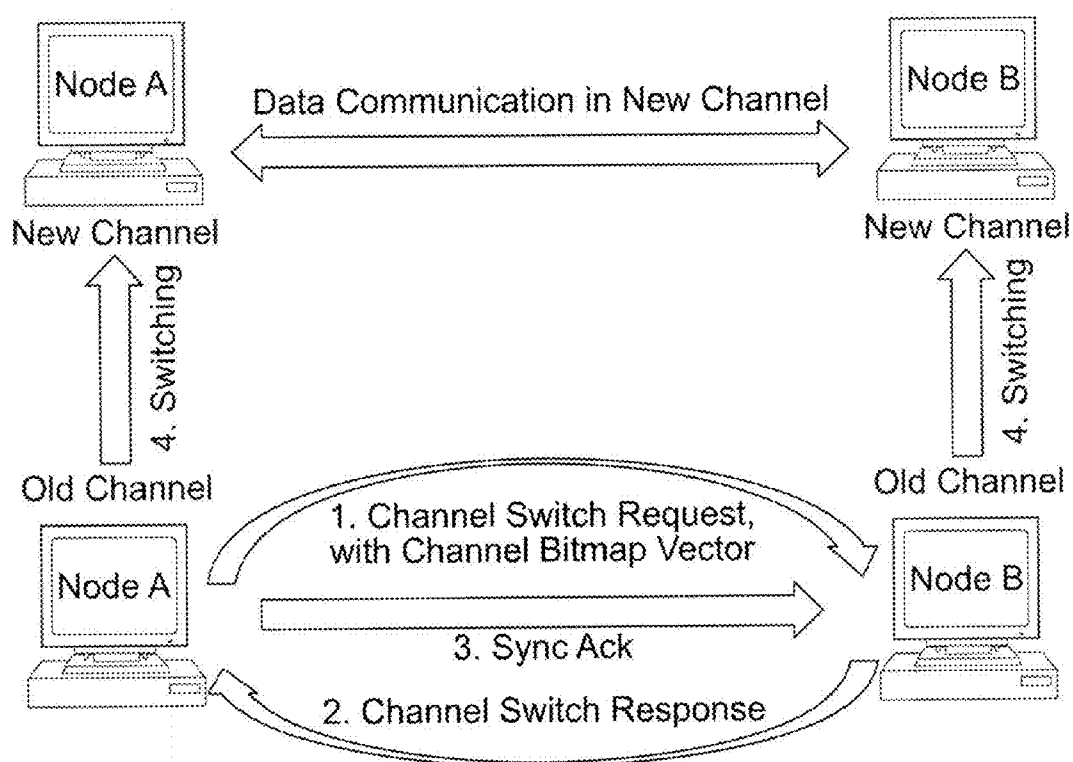 Node A
Node B
Data Communication in New Channel
New Channel
New Channel
4. Switching
4. Switching
Old Channel
Old Channel
1. Channel Switch Request,
with Channel Bitmap Vector
Node A
Node B
3. Sync Ack
2. Channel Switch Response